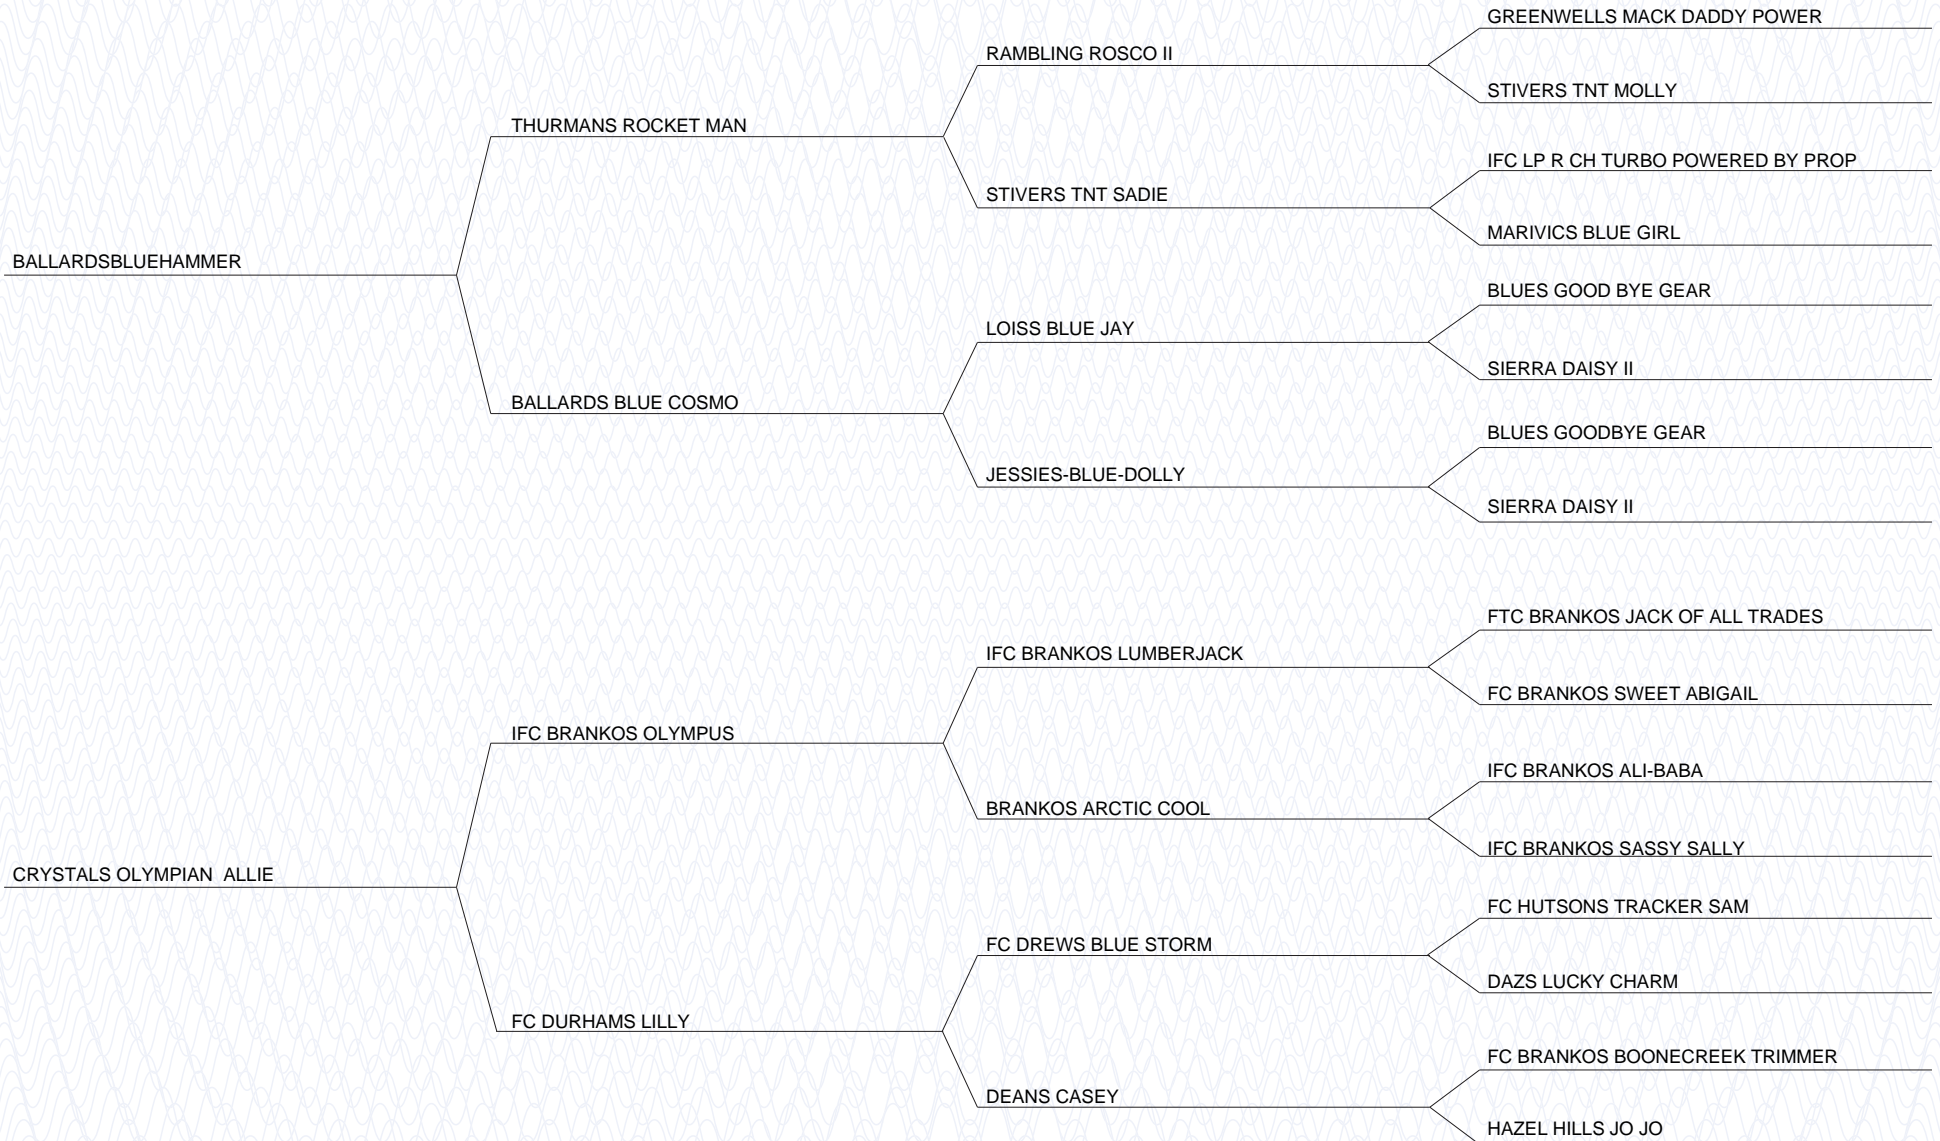 GREENWELLS MACK DADDY POWER
RAMBLING ROSCO II
STIVERS TNT MOLLY
THURMANS ROCKET MAN
IFC LP R CH TURBO POWERED BY PROP
STIVERS TNT SADIE
MARIVICS BLUE GIRL
BALLARDSBLUEHAMMER
BLUES GOOD BYE GEAR
LOISS BLUE JAY
SIERRA DAISY II
BALLARDS BLUE COSMO
BLUES GOODBYE GEAR
JESSIES-BLUE-DOLLY
SIERRA DAISY II
FTC BRANKOS JACK OF ALL TRADES
IFC BRANKOS LUMBERJACK
FC BRANKOS SWEET ABIGAIL
IFC BRANKOS OLYMPUS
IFC BRANKOS ALI-BABA
BRANKOS ARCTIC COOL
IFC BRANKOS SASSY SALLY
CRYSTALS OLYMPIAN  ALLIE
FC HUTSONS TRACKER SAM
FC DREWS BLUE STORM
DAZS LUCKY CHARM
FC DURHAMS LILLY
FC BRANKOS BOONECREEK TRIMMER
DEANS CASEY
HAZEL HILLS JO JO